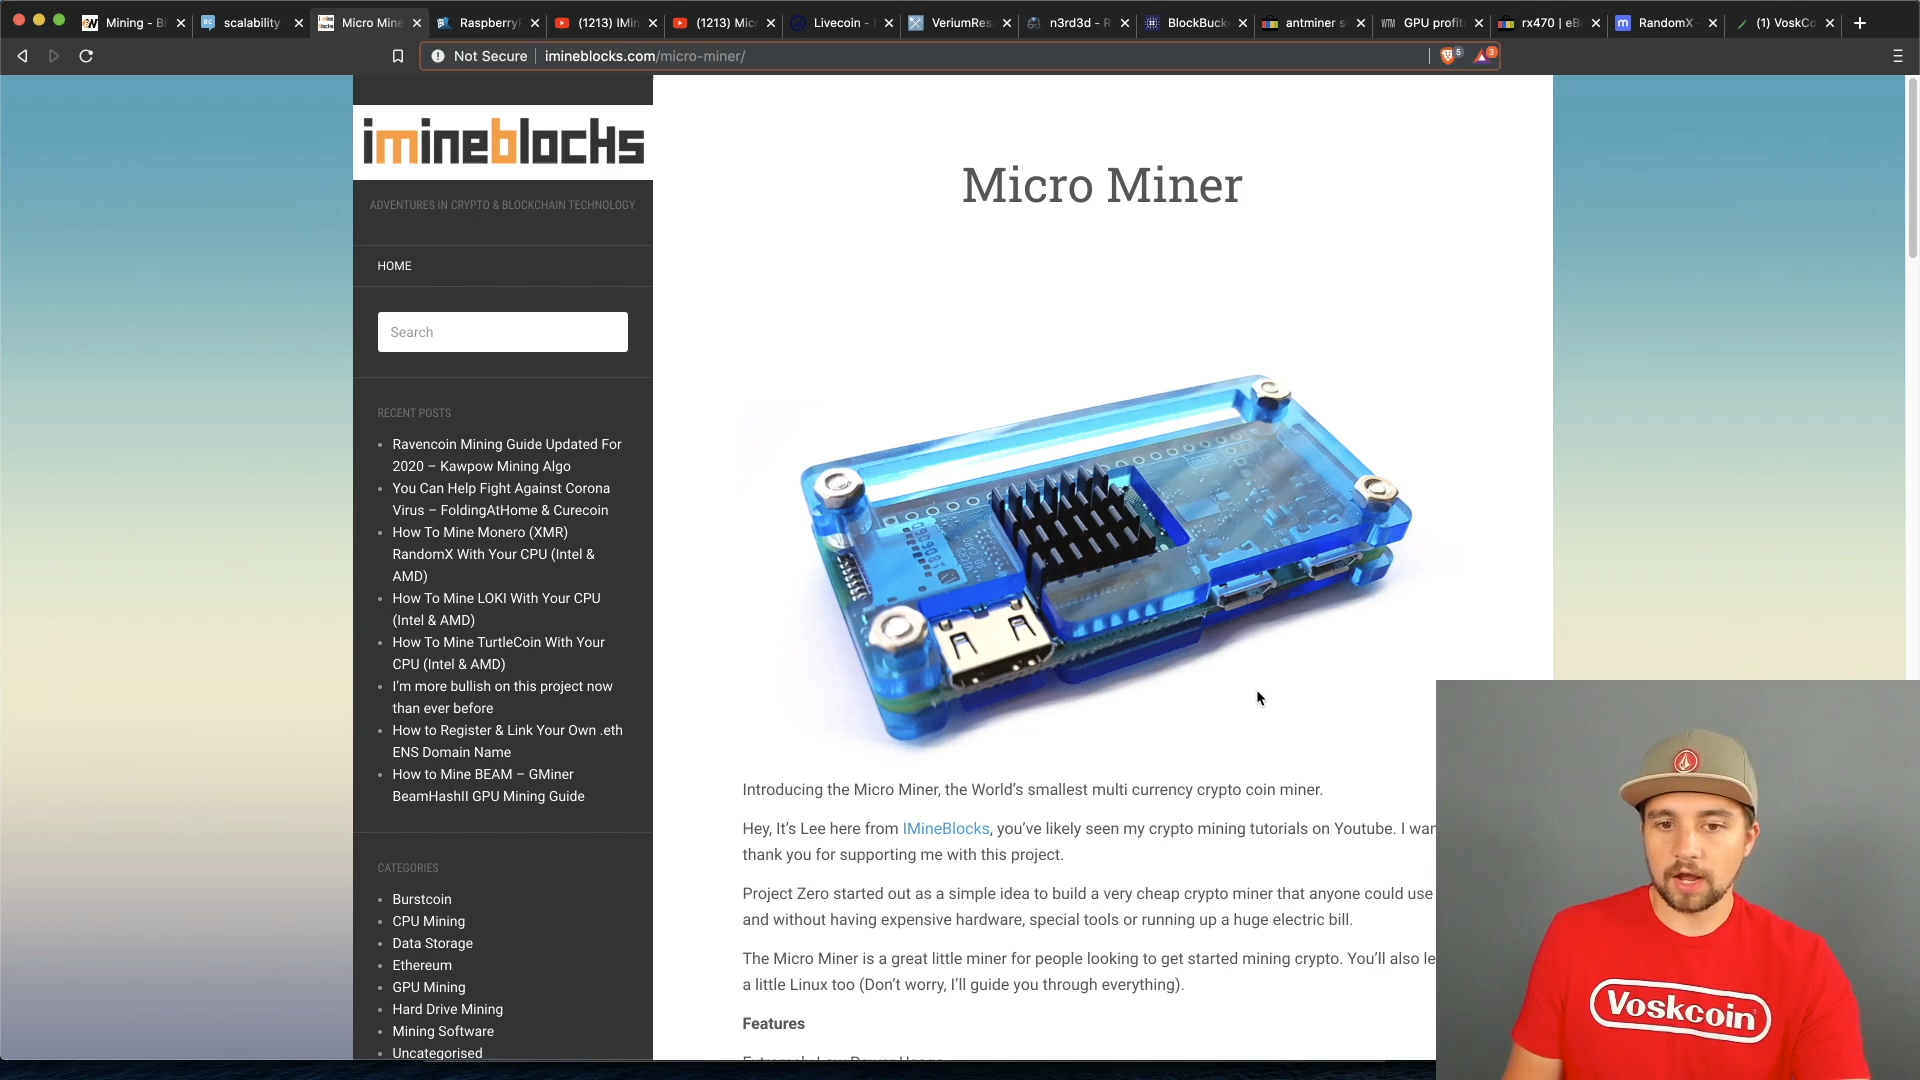 Mining - Bi
scalability
Micro Mine
Raspberry
(1213) IMin
(1213) Mic
Livecoin -
VeriumRes
n3rd3d - R
BlockBuck
antminer s
GPU profit
rx470 | eB
RandomX
(1) VoskCo
Not Secure
imineblocks.com/micro-miner/
5
3
imineblocks
ADVENTURES IN CRYPTO & BLOCKCHAIN TECHNOLOGY
HOME
Search
RECENT POSTS
Ravencoin Mining Guide Updated For
2020 – Kawpow Mining Algo
You Can Help Fight Against Corona
Virus – FoldingAtHome & Curecoin
How To Mine Monero (XMR)
RandomX With Your CPU (Intel &
AMD)
How To Mine LOKI With Your CPU
(Intel & AMD)
How To Mine TurtleCoin With Your
CPU (Intel & AMD)
I'm more bullish on this project now
than ever before
How to Register & Link Your Own .eth
ENS Domain Name
How to Mine BEAM – GMiner
BeamHashII GPU Mining Guide
CATEGORIES
Burstcoin
CPU Mining
Data Storage
Ethereum
GPU Mining
Hard Drive Mining
Mining Software
Uncategorised
Micro Miner
Introducing the Micro Miner, the World's smallest multi currency crypto coin miner.
Hey, It's Lee here from IMineBlocks, you've likely seen my crypto mining tutorials on Youtube. I wan
thank you for supporting me with this project.
Project Zero started out as a simple idea to build a very cheap crypto miner that anyone could use
and without having expensive hardware, special tools or running up a huge electric bill.
The Micro Miner is a great little miner for people looking to get started mining crypto. You'll also le
a little Linux too (Don't worry, I'll guide you through everything).
Features
Extremely Low Power Usage
Voskcoin